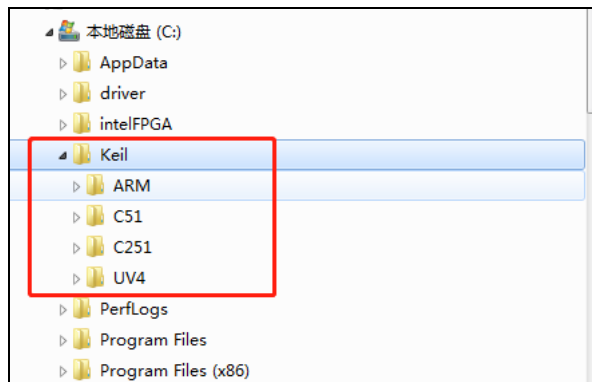 本地磁盘 (C:)
AppData
driver
intelFPGA
Keil
ARM
C51
C251
UV4
PerfLogs
Program Files
Program Files (x86)